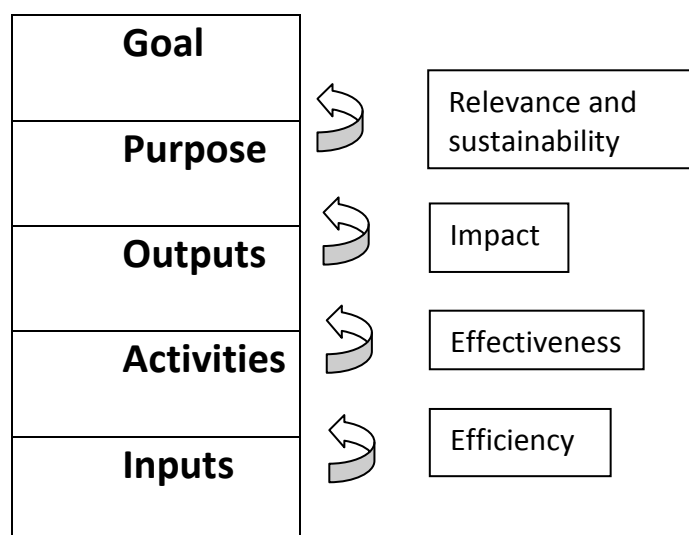 Goal
Relevance and
sustainability
Purpose
Impact
Outputs
Effectiveness
Activities
Efficiency
Inputs